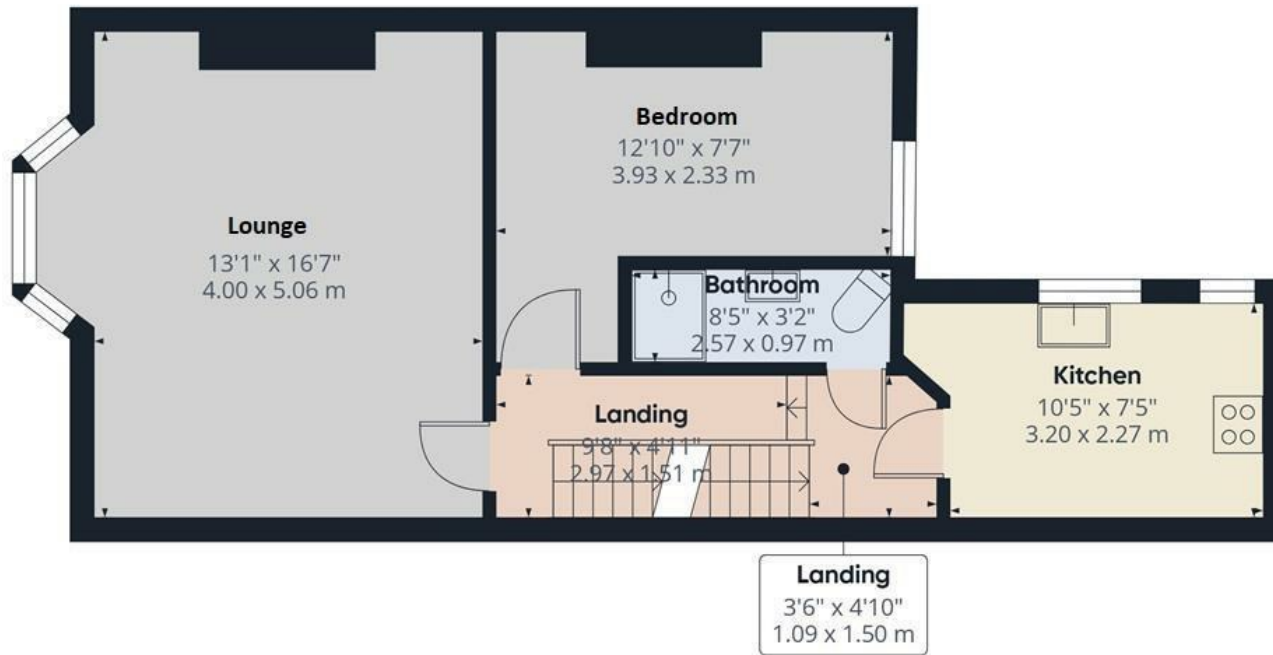 Bedroom
12'10" x 7'7"
3.93 x 2.33 m
Lounge
13'1" x 16'7"
4.00 x 5.06 m
Bathroom
8'5" x 3'2"
2.57 x 0.97 m
Kitchen
10'5" x 7'5"
3.20 x 2.27 m
Landing
9'8" x 4'11"
2.97 x 1.51 m
Landing
3'6" x 4'10"
1.09 x 1.50 m